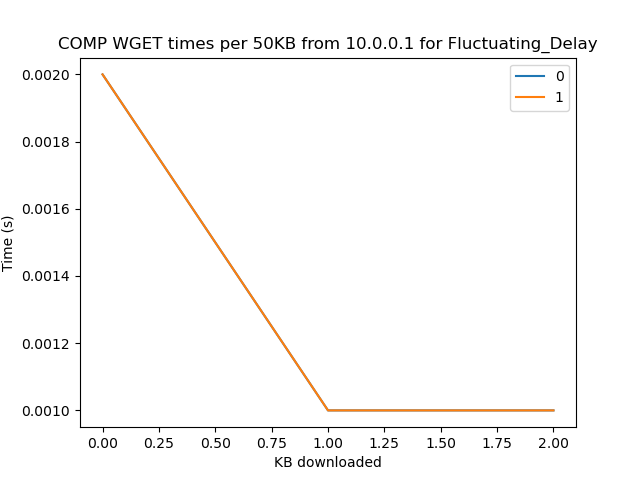 COMP WGET times per 50KB from 10.0.0.1 for Fluctuating_Delay
0
1
0.0020
0.0018
0.0016
0.0014
0.0012
0.0010
Time (s)
0.00 0.25 0.50 0.75 1.00 1.25 1.50 1.75 2.00
KB downloaded